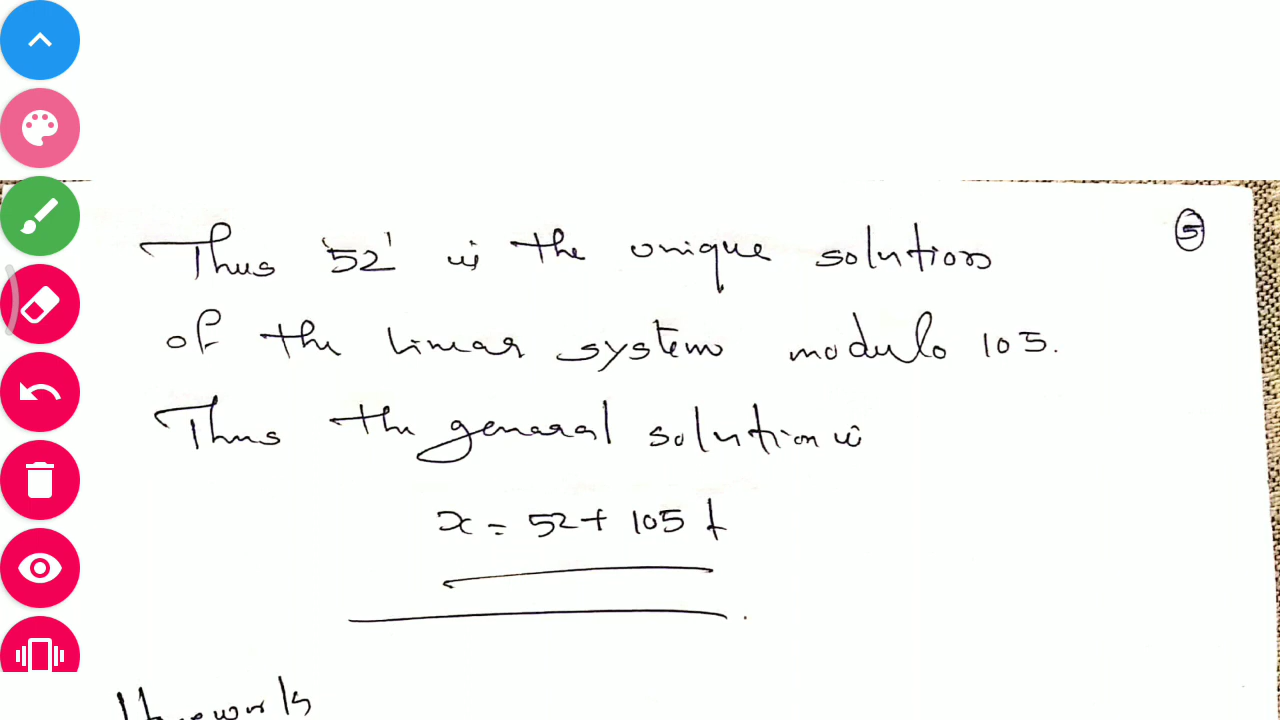 5
Thus '52' is the unique solution
of the linear system modulo 105.
Thus the general solution is
x = 52 + 105 t
Homework